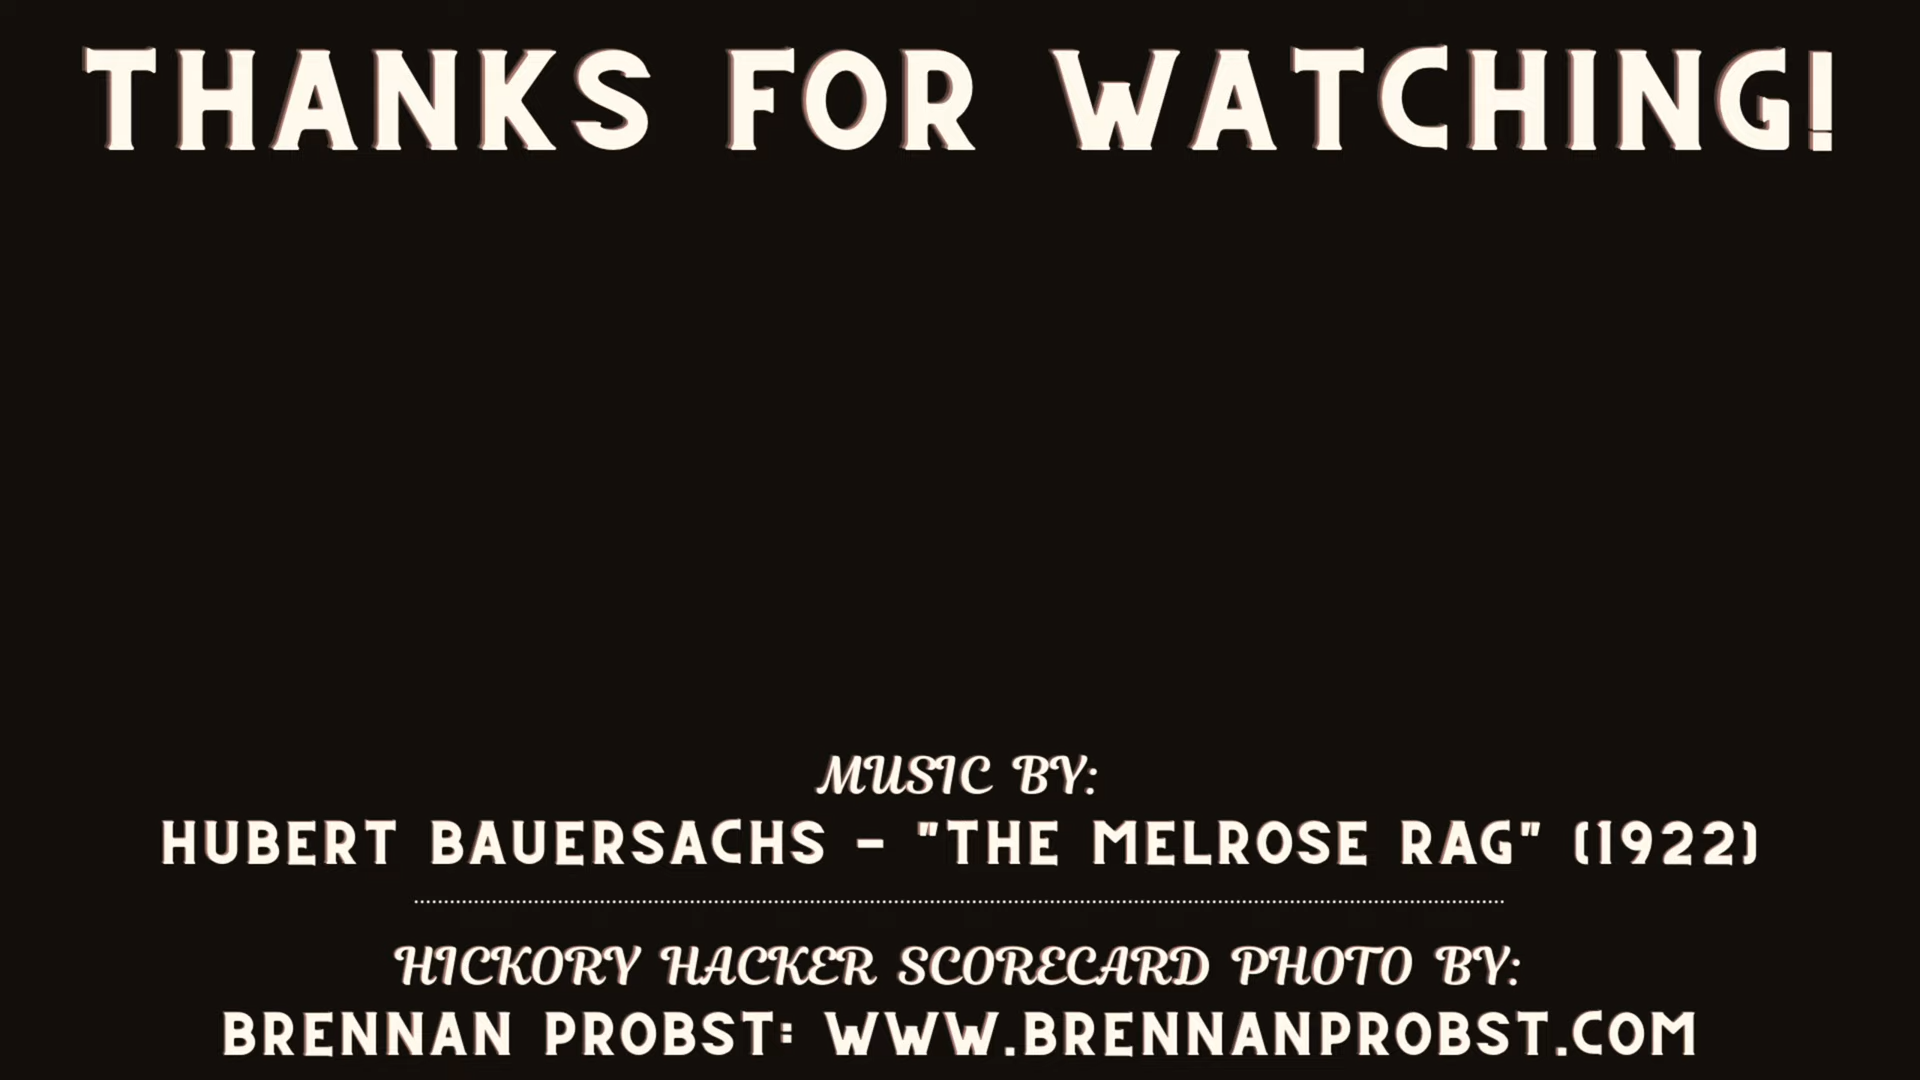 THANKS FOR WATCHING!
MUSIC BY:
HUBERT BAUERSACHS - "THE MELROSE RAG" (1922)
HICKORY HACKER SCORECARD PHOTO BY:
BRENNAN PROBST: WWW.BRENNANPROBST.COM